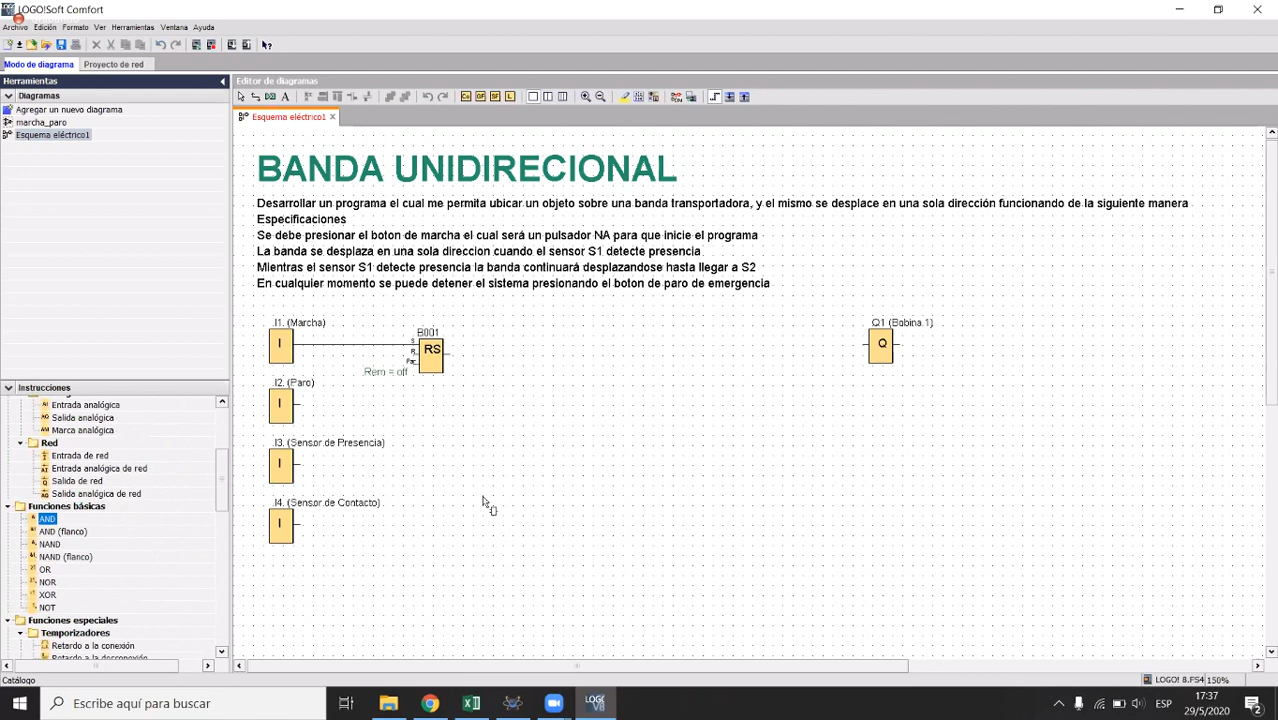 LOGO!Soft Comfort
Archivo Edición Formato Ver Herramientas Ventana Ayuda
Modo de diagrama Proyecto de red
Herramientas
Editor de diagramas
Diagramas
Agregar un nuevo diagrama
marcha_paro
Esquema eléctrico1
Esquema eléctrico1
BANDA UNIDIRECIONAL
Desarrollar un programa el cual me permita ubicar un objeto sobre una banda transportadora, y el mismo se desplace en una sola dirección funcionando de la siguiente manera
Especificaciones
Se debe presionar el boton de marcha el cual será un pulsador NA para que inicie el programa
La banda se desplaza en una sola direccion cuando el sensor S1 detecte presencia
Mientras el sensor S1 detecte presencia la banda continuará desplazandose hasta llegar a S2
En cualquier momento se puede detener el sistema presionando el boton de paro de emergencia
I1. (Marcha)
I
B001
S
R
Par
RS
Rem = off
Q1 (Bobina 1)
Q
I2. (Paro)
I
I3. (Sensor de Presencia)
I
I4. (Sensor de Contacto)
I
Instrucciones
Entrada analógica
Salida analógica
Marca analógica
Red
Entrada de red
Entrada analógica de red
Salida de red
Salida analógica de red
Funciones básicas
AND
AND (flanco)
NAND
NAND (flanco)
OR
NOR
XOR
NOT
Funciones especiales
Temporizadores
Retardo a la conexión
Retardo a la desconexión
Catálogo
LOGO! 8.FS4 150%
Escribe aquí para buscar
ESP
17:37
29/5/2020
2